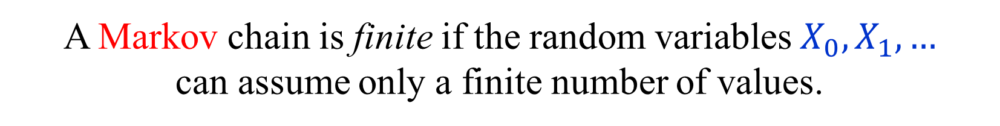 A Markov chain is finite if the random variables X₀, X₁, …
can assume only a finite number of values.